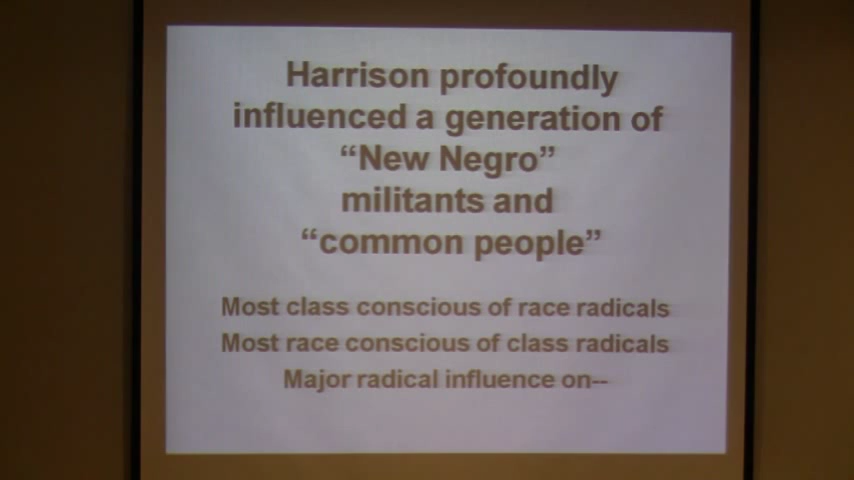 Harrison profoundly
influenced a generation of
“New Negro”
militants and
“common people”
Most class conscious of race radicals
Most race conscious of class radicals
Major radical influence on--